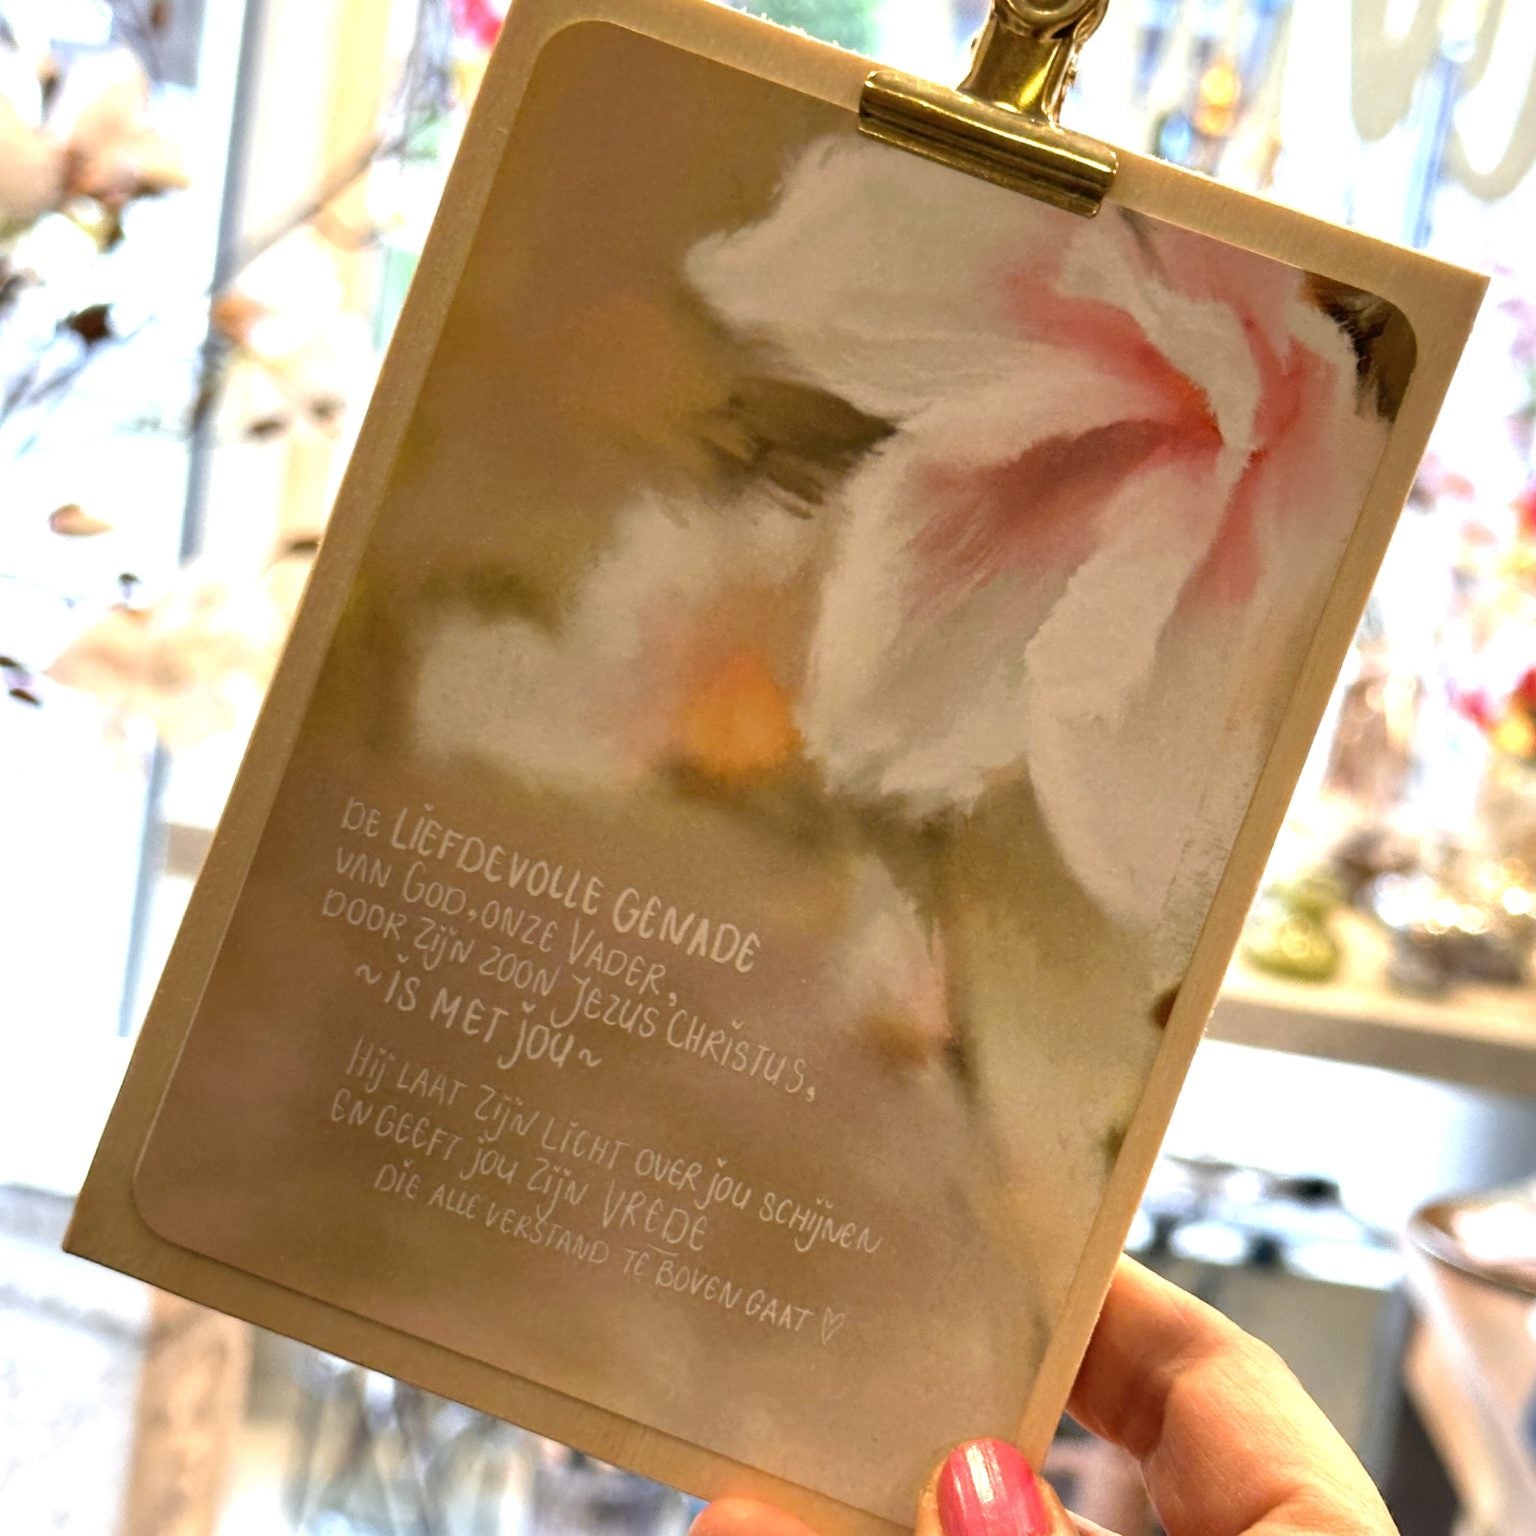 DE LIEFDEVOLLE GENADE
VAN GOD, ONZE VADER,
DOOR ZIJN ZOON JEZUS CHRISTUS,
~ IS MET JOU ~
HIJ LAAT ZIJN LICHT OVER JOU SCHIJNEN
EN GEEFT JOU ZIJN VREDE
DIE ALLE VERSTAND TE BOVEN GAAT ♡